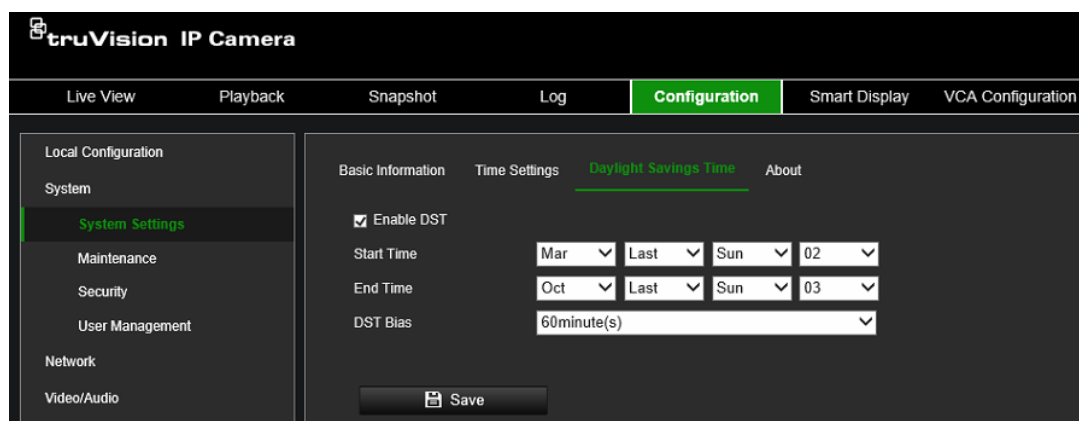 truVision IP Camera
Live View Playback Snapshot Log Configuration Smart Display VCA Configuration
Local Configuration
System
System Settings
Maintenance
Security
User Management
Network
Video/Audio
Basic Information Time Settings Daylight Savings Time About
Enable DST
Start Time Mar Last Sun 02
End Time Oct Last Sun 03
DST Bias 60minute(s)
Save